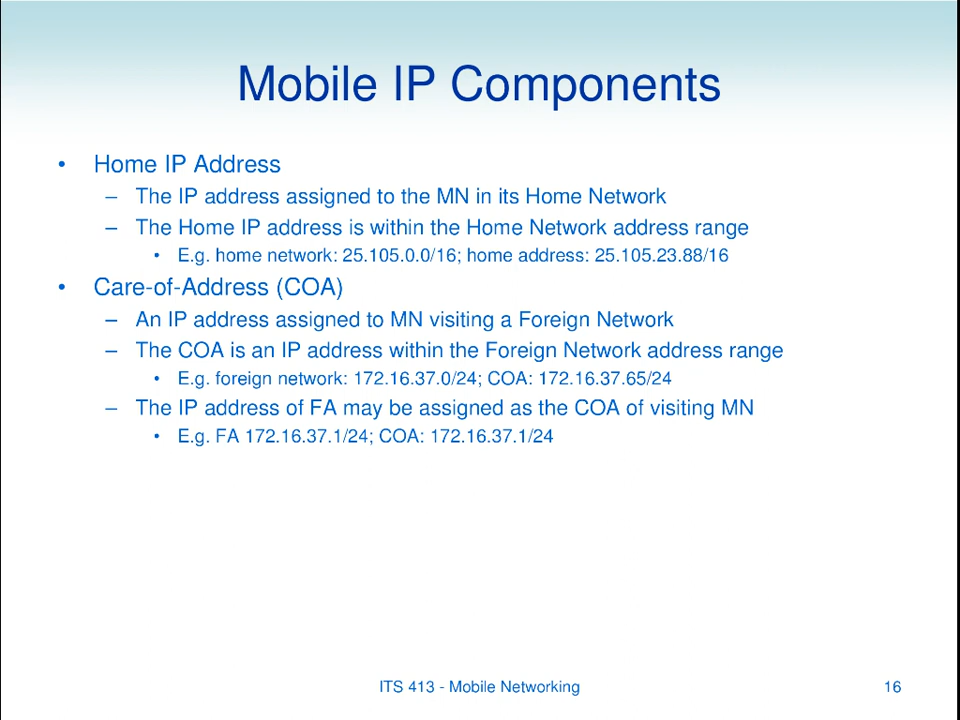 Mobile IP Components
• Home IP Address
– The IP address assigned to the MN in its Home Network
– The Home IP address is within the Home Network address range
• E.g. home network: 25.105.0.0/16; home address: 25.105.23.88/16
• Care-of-Address (COA)
– An IP address assigned to MN visiting a Foreign Network
– The COA is an IP address within the Foreign Network address range
• E.g. foreign network: 172.16.37.0/24; COA: 172.16.37.65/24
– The IP address of FA may be assigned as the COA of visiting MN
• E.g. FA 172.16.37.1/24; COA: 172.16.37.1/24
ITS 413 - Mobile Networking
16